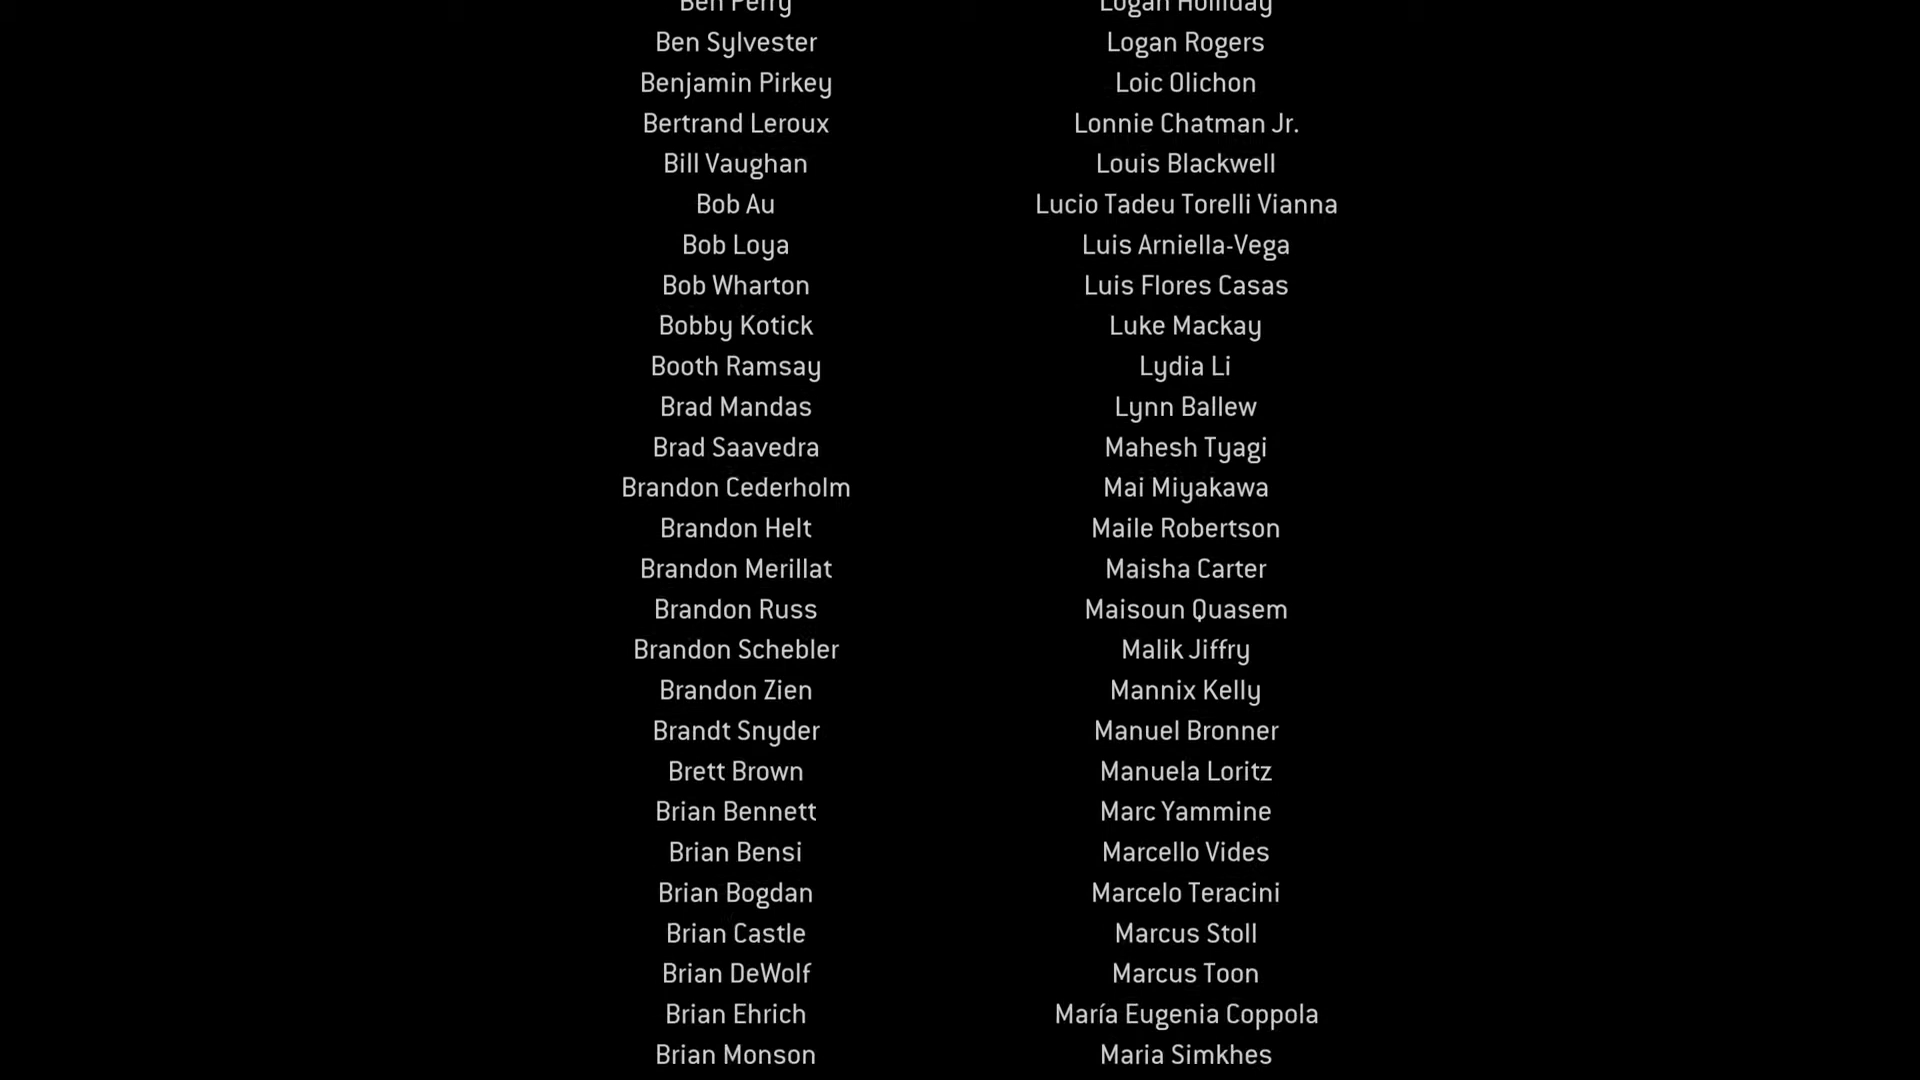 Ben Perry
Ben Sylvester
Benjamin Pirkey
Bertrand Leroux
Bill Vaughan
Bob Au
Bob Loya
Bob Wharton
Bobby Kotick
Booth Ramsay
Brad Mandas
Brad Saavedra
Brandon Cederholm
Brandon Helt
Brandon Merillat
Brandon Russ
Brandon Schebler
Brandon Zien
Brandt Snyder
Brett Brown
Brian Bennett
Brian Bensi
Brian Bogdan
Brian Castle
Brian DeWolf
Brian Ehrich
Brian Monson
Logan Holliday
Logan Rogers
Loic Olichon
Lonnie Chatman Jr.
Louis Blackwell
Lucio Tadeu Torelli Vianna
Luis Arniella-Vega
Luis Flores Casas
Luke Mackay
Lydia Li
Lynn Ballew
Mahesh Tyagi
Mai Miyakawa
Maile Robertson
Maisha Carter
Maisoun Quasem
Malik Jiffry
Mannix Kelly
Manuel Bronner
Manuela Loritz
Marc Yammine
Marcello Vides
Marcelo Teracini
Marcus Stoll
Marcus Toon
María Eugenia Coppola
Maria Simkhes